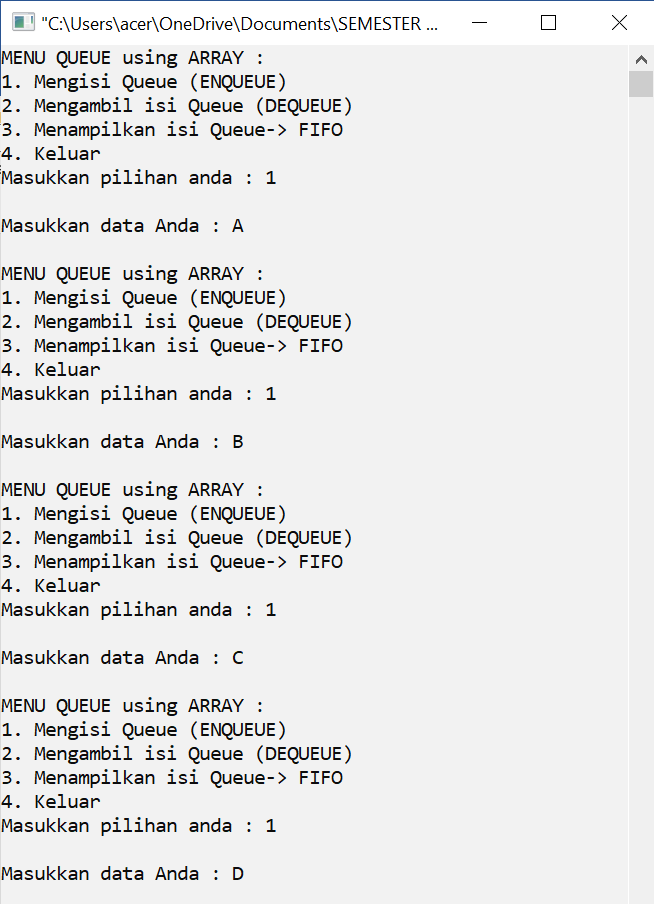 "C:\Users\acer\OneDrive\Documents\SEMESTER ...
MENU QUEUE using ARRAY :
1. Mengisi Queue (ENQUEUE)
2. Mengambil isi Queue (DEQUEUE)
3. Menampilkan isi Queue-> FIFO
4. Keluar
Masukkan pilihan anda : 1
Masukkan data Anda : A
MENU QUEUE using ARRAY :
1. Mengisi Queue (ENQUEUE)
2. Mengambil isi Queue (DEQUEUE)
3. Menampilkan isi Queue-> FIFO
4. Keluar
Masukkan pilihan anda : 1
Masukkan data Anda : B
MENU QUEUE using ARRAY :
1. Mengisi Queue (ENQUEUE)
2. Mengambil isi Queue (DEQUEUE)
3. Menampilkan isi Queue-> FIFO
4. Keluar
Masukkan pilihan anda : 1
Masukkan data Anda : C
MENU QUEUE using ARRAY :
1. Mengisi Queue (ENQUEUE)
2. Mengambil isi Queue (DEQUEUE)
3. Menampilkan isi Queue-> FIFO
4. Keluar
Masukkan pilihan anda : 1
Masukkan data Anda : D